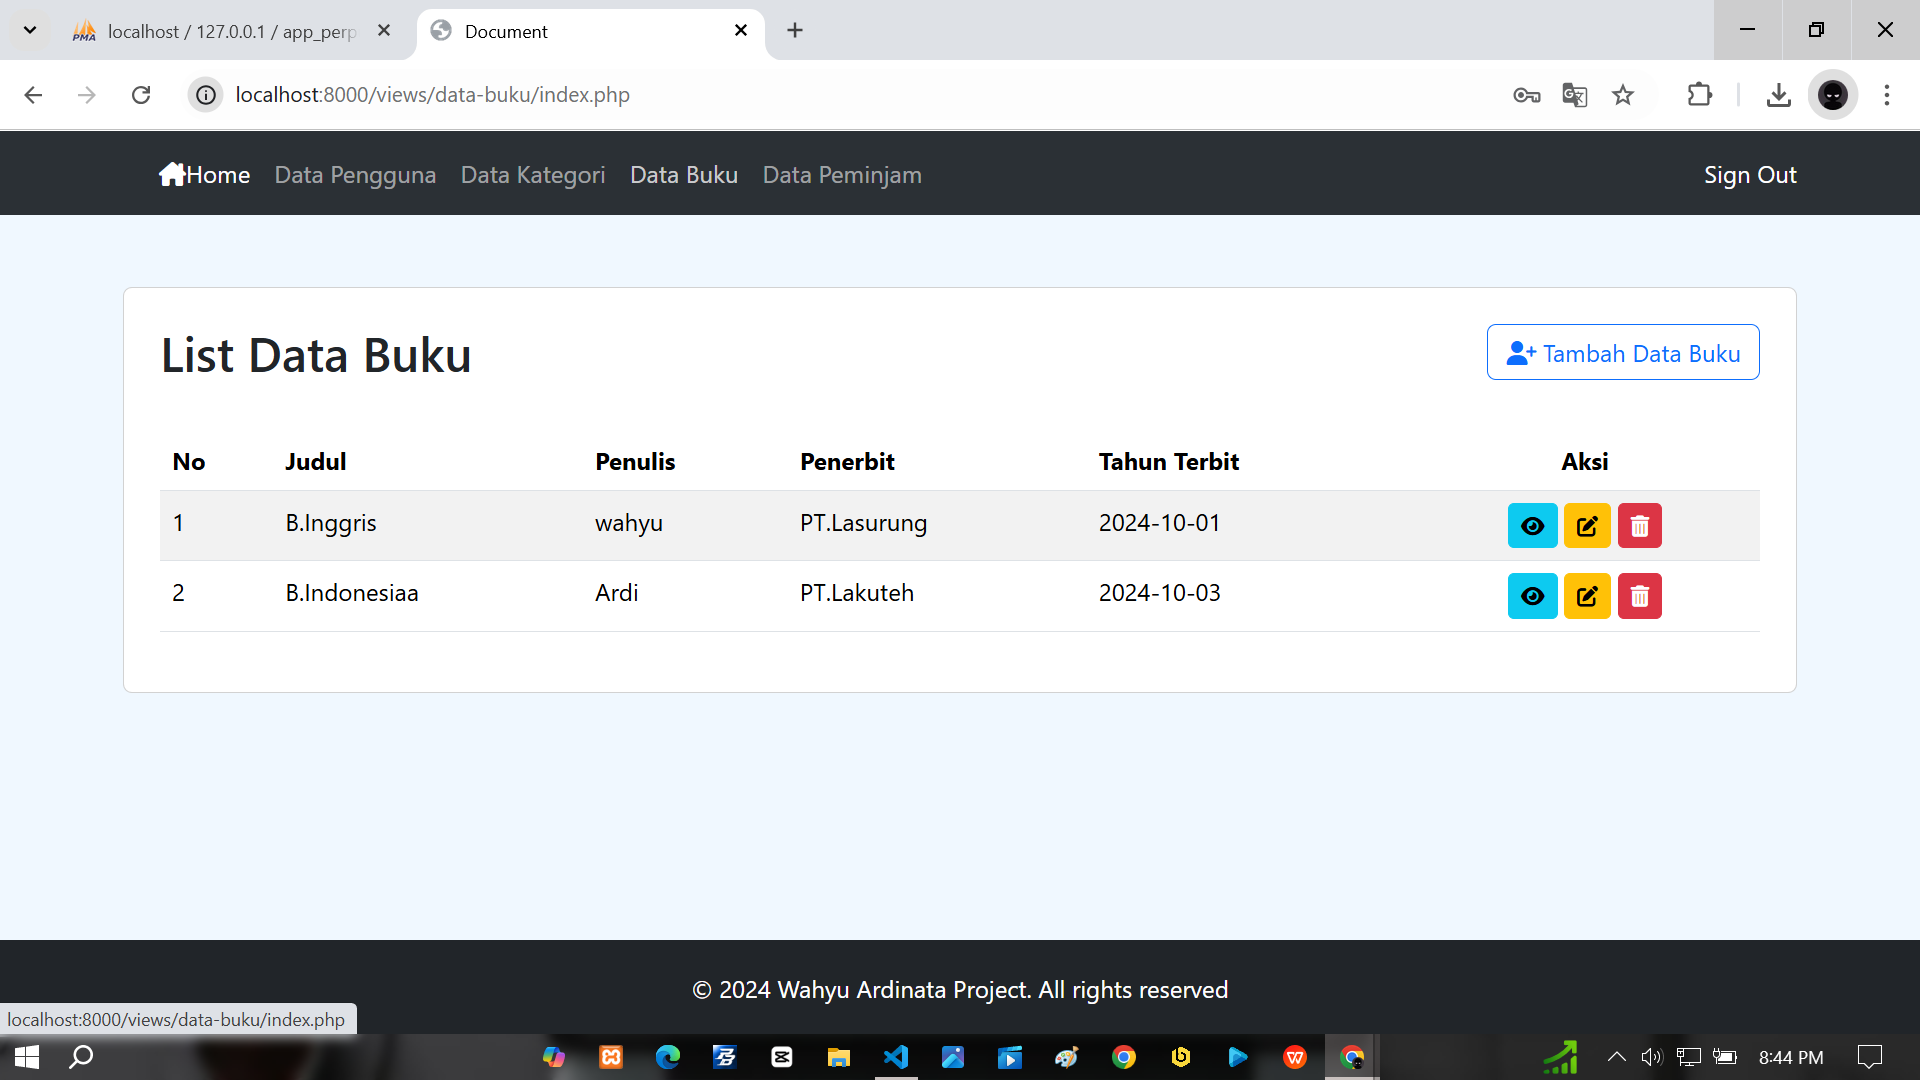 localhost / 127.0.0.1 / app_perp
Document
localhost:8000/views/data-buku/index.php
Home Data Pengguna Data Kategori Data Buku Data Peminjam Sign Out
List Data Buku
Tambah Data Buku
No Judul Penulis Penerbit Tahun Terbit Aksi
1 B.Inggris wahyu PT.Lasurung 2024-10-01
2 B.Indonesiaa Ardi PT.Lakuteh 2024-10-03
© 2024 Wahyu Ardinata Project. All rights reserved
localhost:8000/views/data-buku/index.php
8:44 PM